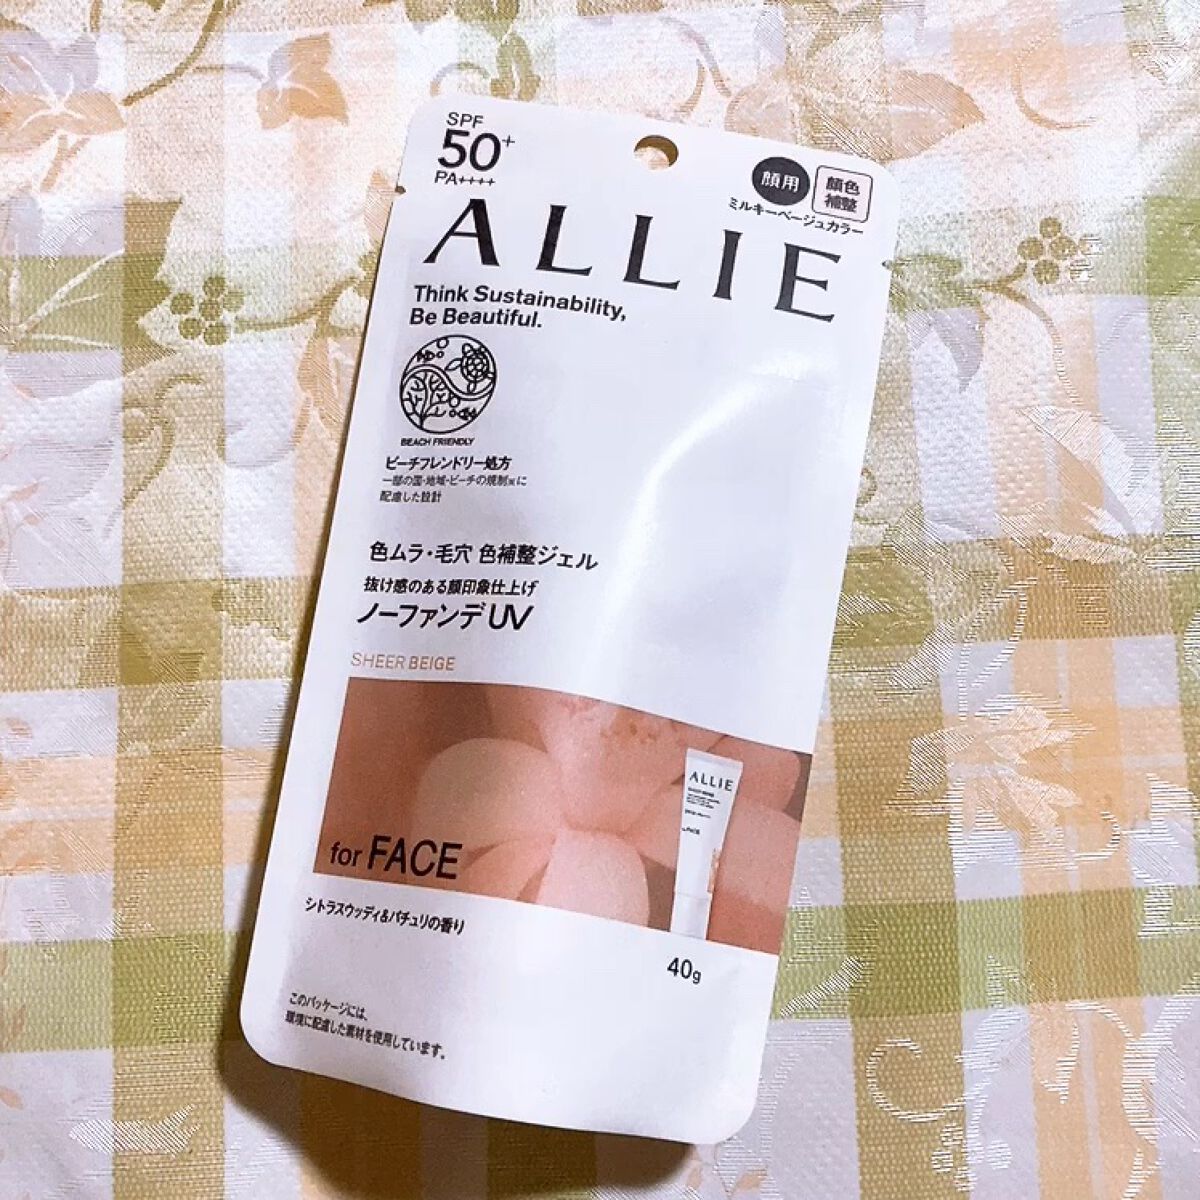 SPF
50+
PA++++
顔用
顔色
補整
ミルキーベージュカラー
ALLIE
Think Sustainability,
Be Beautiful.
BEACH FRIENDLY
ビーチフレンドリー処方
一部の国・地域・ビーチの規制※に
配慮した設計
色ムラ・毛穴 色補整ジェル
抜け感のある顔印象仕上げ
ノーファンデUV
SHEER BEIGE
ALLIE
for FACE
シトラスウッディ&パチュリの香り
40g
このパッケージには、
環境に配慮した素材を使用しています。